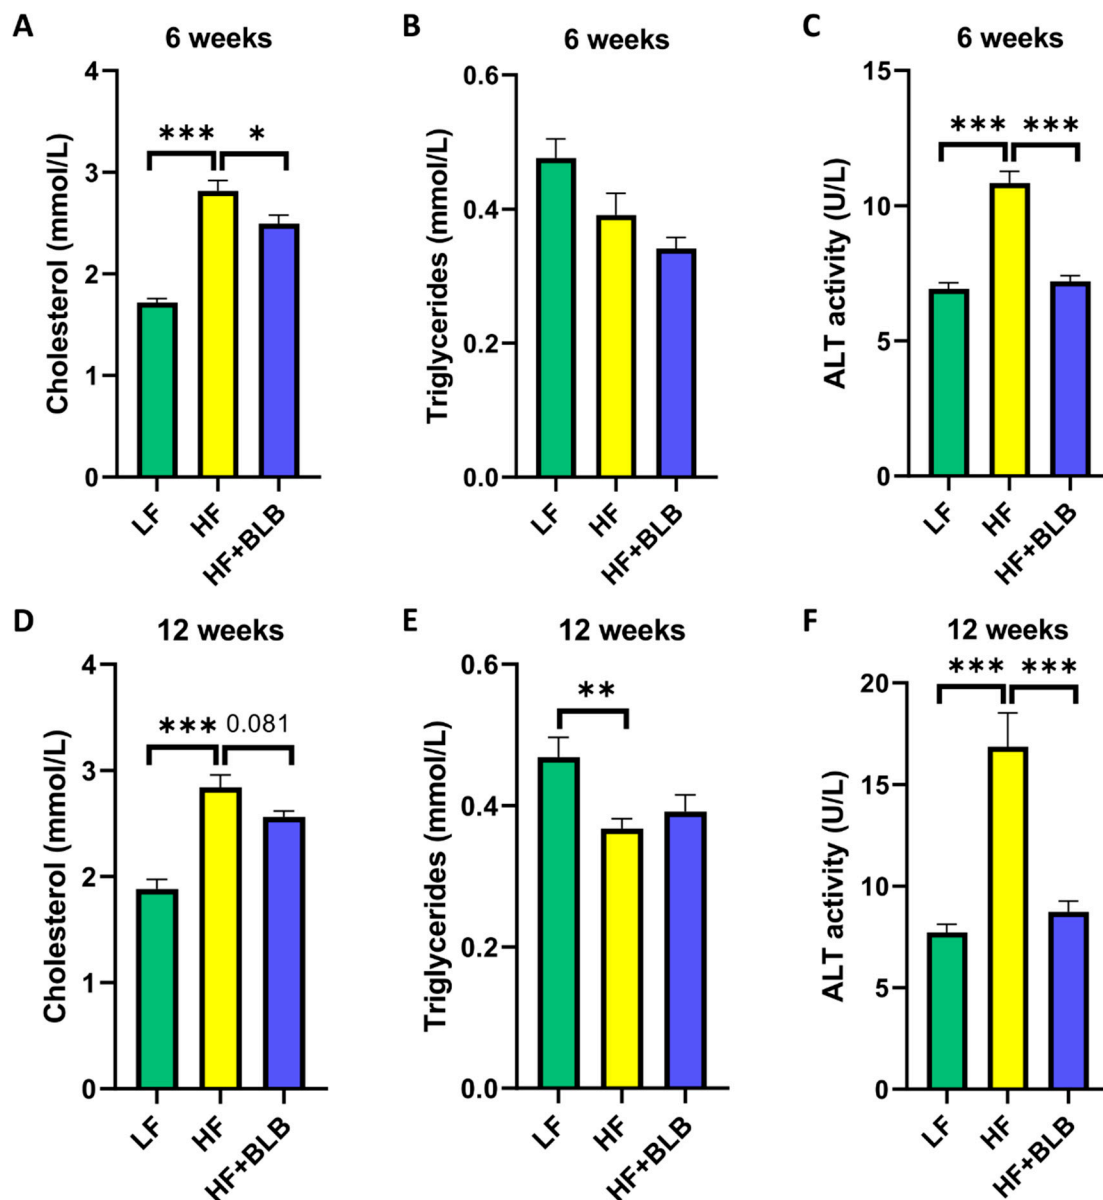 A
6 weeks
Cholesterol (mmol/L)
4
3
2
1
0
***
*
LF
HF
HF+BLB
B
6 weeks
Triglycerides (mmol/L)
0.6
0.4
0.2
0.0
LF
HF
HF+BLB
C
6 weeks
ALT activity (U/L)
15
10
5
0
***
***
LF
HF
HF+BLB
D
12 weeks
Cholesterol (mmol/L)
4
3
2
1
0
***
0.081
LF
HF
HF+BLB
E
12 weeks
Triglycerides (mmol/L)
0.6
0.4
0.2
0.0
**
LF
HF
HF+BLB
F
12 weeks
ALT activity (U/L)
20
15
10
5
0
***
***
LF
HF
HF+BLB